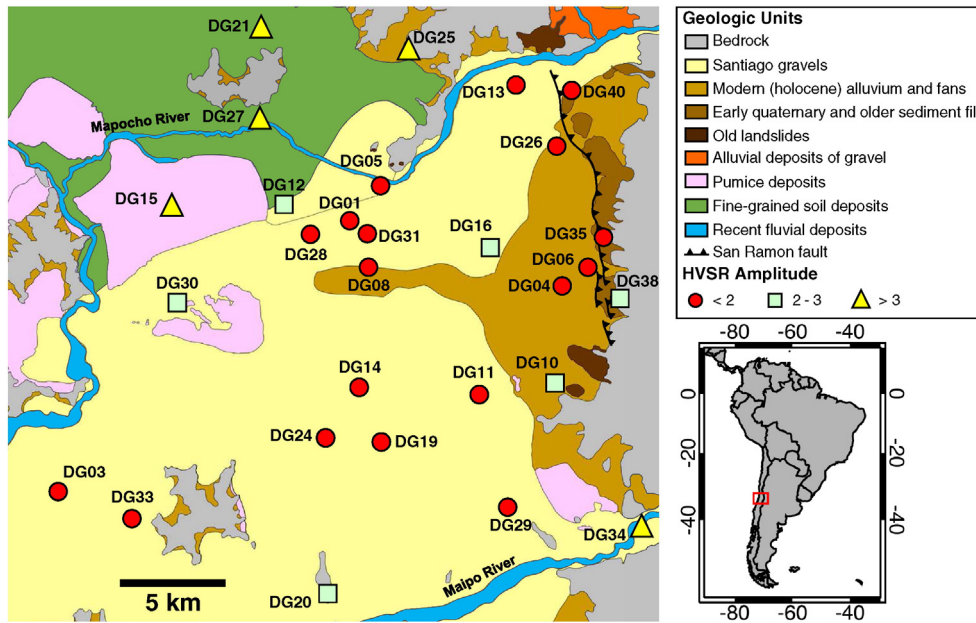 DG21
DG25
DG13
DG40
DG27
Mapocho River
DG26
DG05
DG12
DG15
DG01
DG16
DG31
DG35
DG28
DG06
DG08
DG04
DG38
DG30
DG10
DG14
DG11
DG24
DG19
DG03
DG33
DG29
DG34
Maipo River
DG20
5 km
Geologic Units
Bedrock
Santiago gravels
Modern (holocene) alluvium and fans
Early quaternary and older sediment fil
Old landslides
Alluvial deposits of gravel
Pumice deposits
Fine-grained soil deposits
Recent fluvial deposits
San Ramon fault
HVSR Amplitude
< 2
2 - 3
> 3
-80 -60 -40
0 0
-20 -20
-40 -40
-80 -60 -40